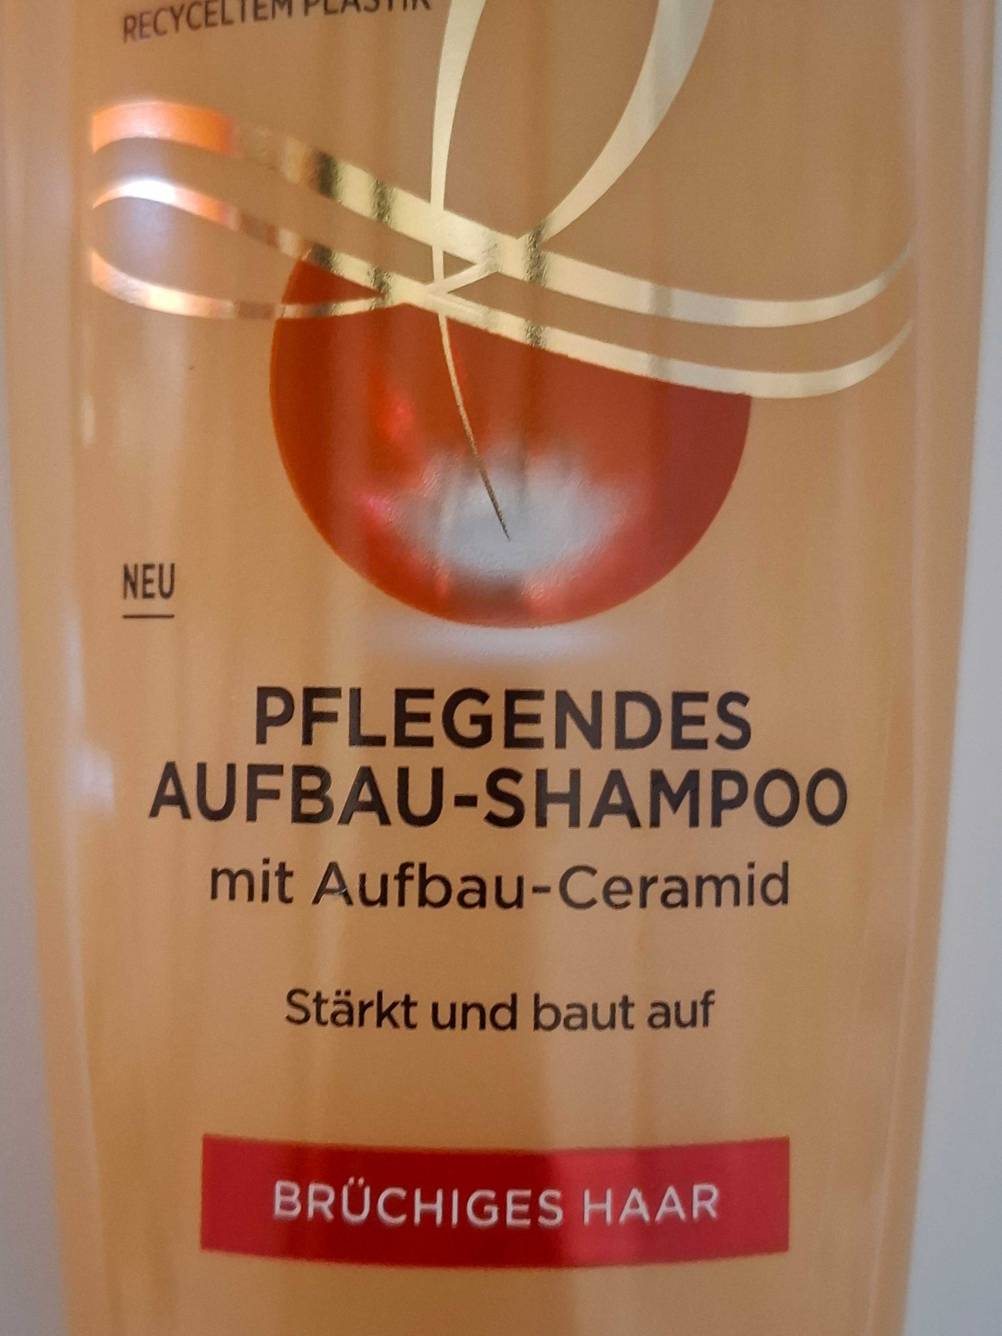 RECYCELTEM PLASTIK
NEU
PFLEGENDES
AUFBAU-SHAMPOO
mit Aufbau-Ceramid
Stärkt und baut auf
BRÜCHIGES HAAR